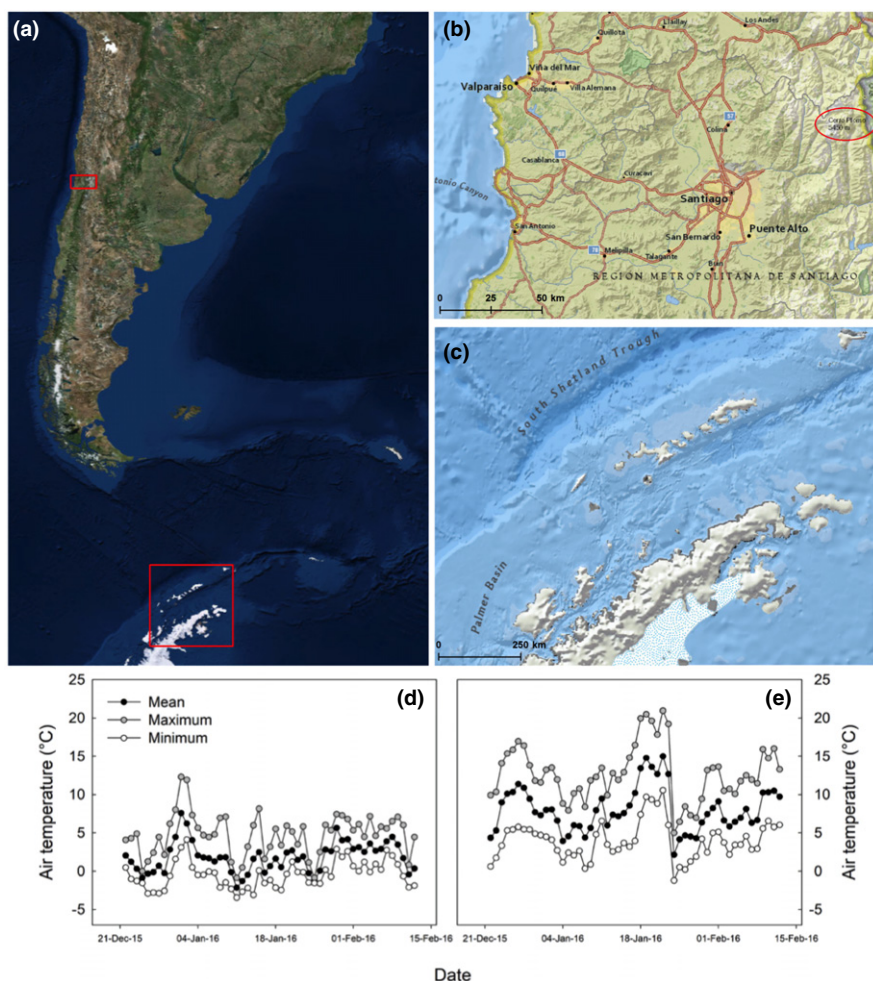 (a)
(b)
Llaillay
Los Andes
Quillota
Viña del Mar
Valparaíso
Quilpué
Villa Alemana
57
Colina
Casablanca
68
Curacaví
Santiago
San Antonio
San Bernardo
Puente Alto
78
Melipilla
Talagante
REGION METROPOLITANA DE SANTIAGO
0 25 50 km
(c)
South Shetland Trough
Palmer Basin
0 250 km
(d)
Mean
Maximum
Minimum
Air temperature (°C)
25
20
15
10
5
0
-5
21-Dec-15 04-Jan-16 18-Jan-16 01-Feb-16 15-Feb-16
(e)
25
20
15
10
5
0
-5
Air temperature (°C)
21-Dec-15 04-Jan-16 18-Jan-16 01-Feb-16 15-Feb-16
Date